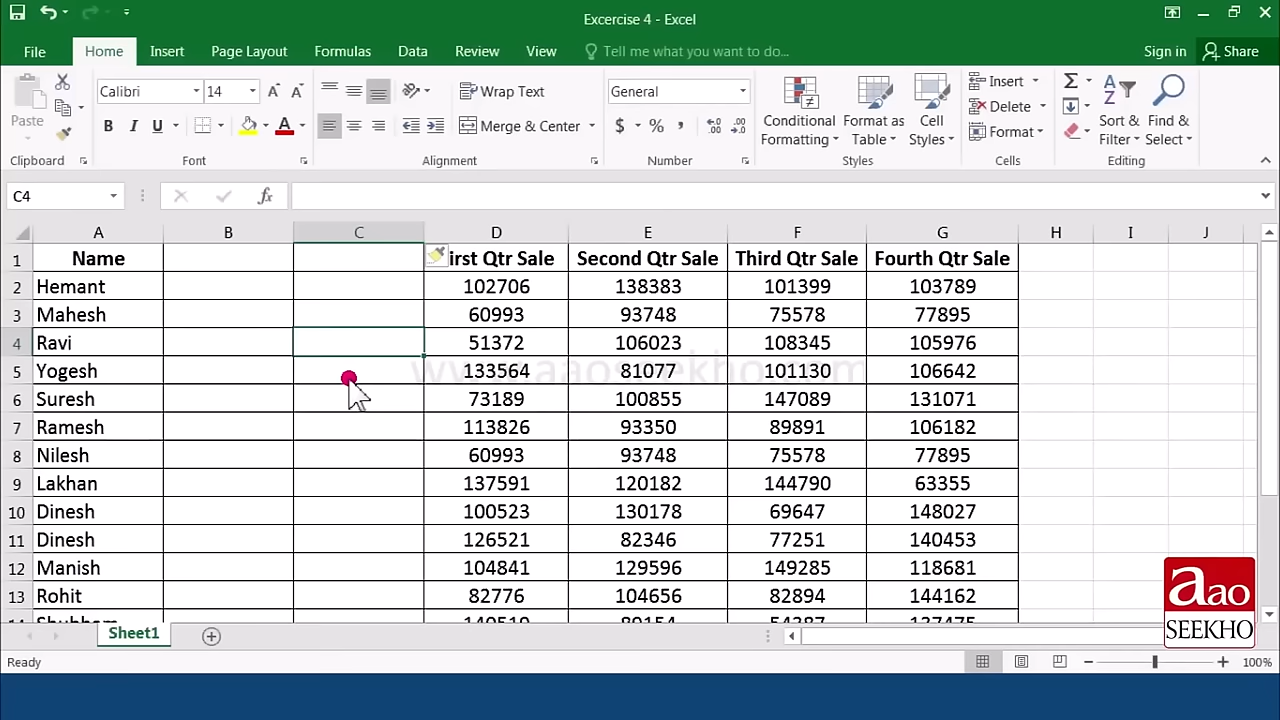 Excercise 4 - Excel
File Home Insert Page Layout Formulas Data Review View Tell me what you want to do... Sign in Share
Paste Calibri 14 Wrap Text General Conditional Formatting Format as Table Cell Styles Insert Sort & Filter Find & Select
B I U Merge & Center $ % , Delete
Format
Clipboard Font Alignment Number Styles Cells Editing
C4 fx
A B C D E F G H I J
1 Name irst Qtr Sale Second Qtr Sale Third Qtr Sale Fourth Qtr Sale
2 Hemant 102706 138383 101399 103789
3 Mahesh 60993 93748 75578 77895
4 Ravi 51372 106023 108345 105976
5 Yogesh 133564 81077 101130 106642
www.aaoseekho.com
6 Suresh 73189 100855 147089 131071
7 Ramesh 113826 93350 89891 106182
8 Nilesh 60993 93748 75578 77895
9 Lakhan 137591 120182 144790 63355
10 Dinesh 100523 130178 69647 148027
11 Dinesh 126521 82346 77251 140453
12 Manish 104841 129596 149285 118681
13 Rohit 82776 104656 82894 144162
aao
SEEKHO
Sheet1
Ready 100%